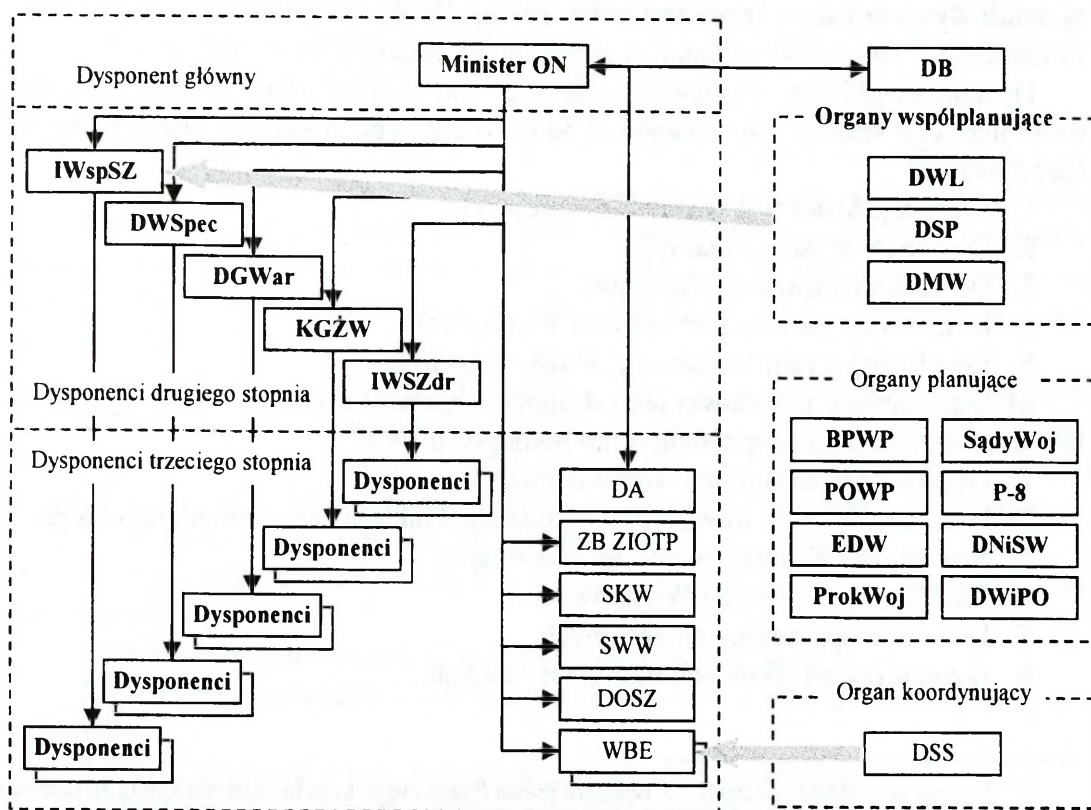 Minister ON
DB
Dysponent główny
Organy współplanujące
IWspSZ
DWL
DWSpec
DSP
DGWar
DMW
KGŻW
IWSZdr
Dysponenci drugiego stopnia
Organy planujące
Dysponenci trzeciego stopnia
BPWP
SądyWoj
Dysponenci
DA
POWP
P-8
Dysponenci
ZB ZIOTP
EDW
DNiSW
SKW
ProkWoj
DWiPO
Dysponenci
SWW
Dysponenci
DOSZ
Organ koordynujący
Dysponenci
WBE
DSS